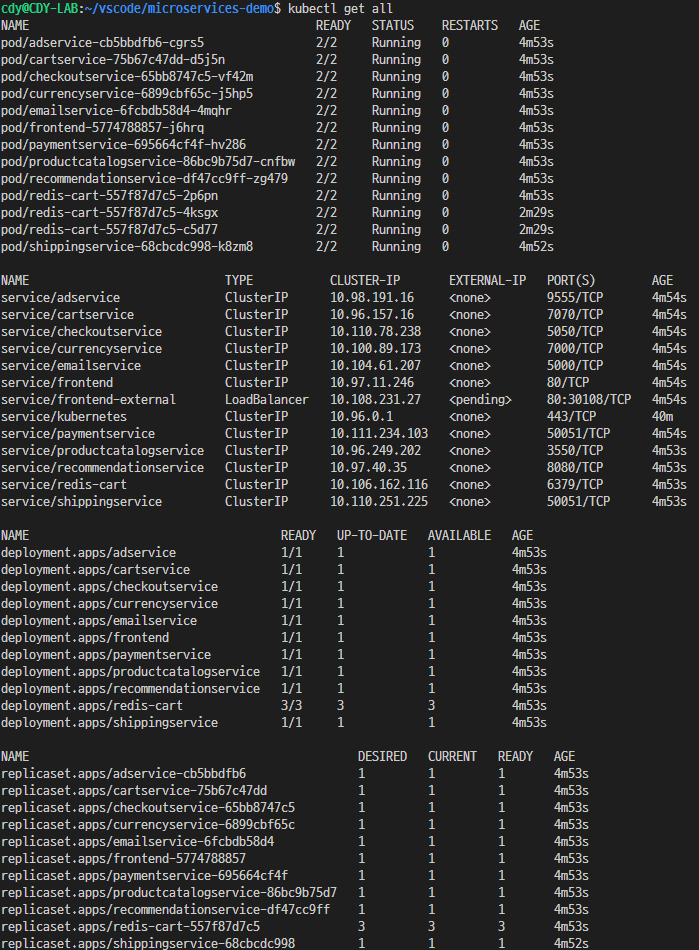 cdy@CDY-LAB:~/vscode/microservices-demo$ kubectl get all
NAME READY STATUS RESTARTS AGE
pod/adservice-cb5bbdfb6-cgrs5 2/2 Running 0 4m53s
pod/cartservice-75b67c47dd-d5j5n 2/2 Running 0 4m53s
pod/checkoutservice-65bb8747c5-vf42m 2/2 Running 0 4m53s
pod/currencyservice-6899cbf65c-j5hp5 2/2 Running 0 4m53s
pod/emailservice-6fcbdb58d4-4mqhr 2/2 Running 0 4m53s
pod/frontend-5774788857-j6hrq 2/2 Running 0 4m53s
pod/paymentservice-695664cf4f-hv286 2/2 Running 0 4m53s
pod/productcatalogservice-86bc9b75d7-cnfbw 2/2 Running 0 4m53s
pod/recommendationservice-df47cc9ff-zg479 2/2 Running 0 4m53s
pod/redis-cart-557f87d7c5-2p6pn 2/2 Running 0 4m53s
pod/redis-cart-557f87d7c5-4ksgx 2/2 Running 0 2m29s
pod/redis-cart-557f87d7c5-c5d77 2/2 Running 0 2m29s
pod/shippingservice-68cbcdc998-k8zm8 2/2 Running 0 4m52s
NAME TYPE CLUSTER-IP EXTERNAL-IP PORT(S) AGE
service/adservice ClusterIP 10.98.191.16 <none> 9555/TCP 4m54s
service/cartservice ClusterIP 10.96.157.16 <none> 7070/TCP 4m54s
service/checkoutservice ClusterIP 10.110.78.238 <none> 5050/TCP 4m54s
service/currencyservice ClusterIP 10.100.89.173 <none> 7000/TCP 4m54s
service/emailservice ClusterIP 10.104.61.207 <none> 5000/TCP 4m54s
service/frontend ClusterIP 10.97.11.246 <none> 80/TCP 4m54s
service/frontend-external LoadBalancer 10.108.231.27 <pending> 80:30108/TCP 4m54s
service/kubernetes ClusterIP 10.96.0.1 <none> 443/TCP 40m
service/paymentservice ClusterIP 10.111.234.103 <none> 50051/TCP 4m54s
service/productcatalogservice ClusterIP 10.96.249.202 <none> 3550/TCP 4m53s
service/recommendationservice ClusterIP 10.97.40.35 <none> 8080/TCP 4m53s
service/redis-cart ClusterIP 10.106.162.116 <none> 6379/TCP 4m53s
service/shippingservice ClusterIP 10.110.251.225 <none> 50051/TCP 4m53s
NAME READY UP-TO-DATE AVAILABLE AGE
deployment.apps/adservice 1/1 1 1 4m53s
deployment.apps/cartservice 1/1 1 1 4m53s
deployment.apps/checkoutservice 1/1 1 1 4m53s
deployment.apps/currencyservice 1/1 1 1 4m53s
deployment.apps/emailservice 1/1 1 1 4m53s
deployment.apps/frontend 1/1 1 1 4m53s
deployment.apps/paymentservice 1/1 1 1 4m53s
deployment.apps/productcatalogservice 1/1 1 1 4m53s
deployment.apps/recommendationservice 1/1 1 1 4m53s
deployment.apps/redis-cart 3/3 3 3 4m53s
deployment.apps/shippingservice 1/1 1 1 4m53s
NAME DESIRED CURRENT READY AGE
replicaset.apps/adservice-cb5bbdfb6 1 1 1 4m53s
replicaset.apps/cartservice-75b67c47dd 1 1 1 4m53s
replicaset.apps/checkoutservice-65bb8747c5 1 1 1 4m53s
replicaset.apps/currencyservice-6899cbf65c 1 1 1 4m53s
replicaset.apps/emailservice-6fcbdb58d4 1 1 1 4m53s
replicaset.apps/frontend-5774788857 1 1 1 4m53s
replicaset.apps/paymentservice-695664cf4f 1 1 1 4m53s
replicaset.apps/productcatalogservice-86bc9b75d7 1 1 1 4m53s
replicaset.apps/recommendationservice-df47cc9ff 1 1 1 4m53s
replicaset.apps/redis-cart-557f87d7c5 3 3 3 4m53s
replicaset.apps/shippingservice-68cbcdc998 1 1 1 4m52s